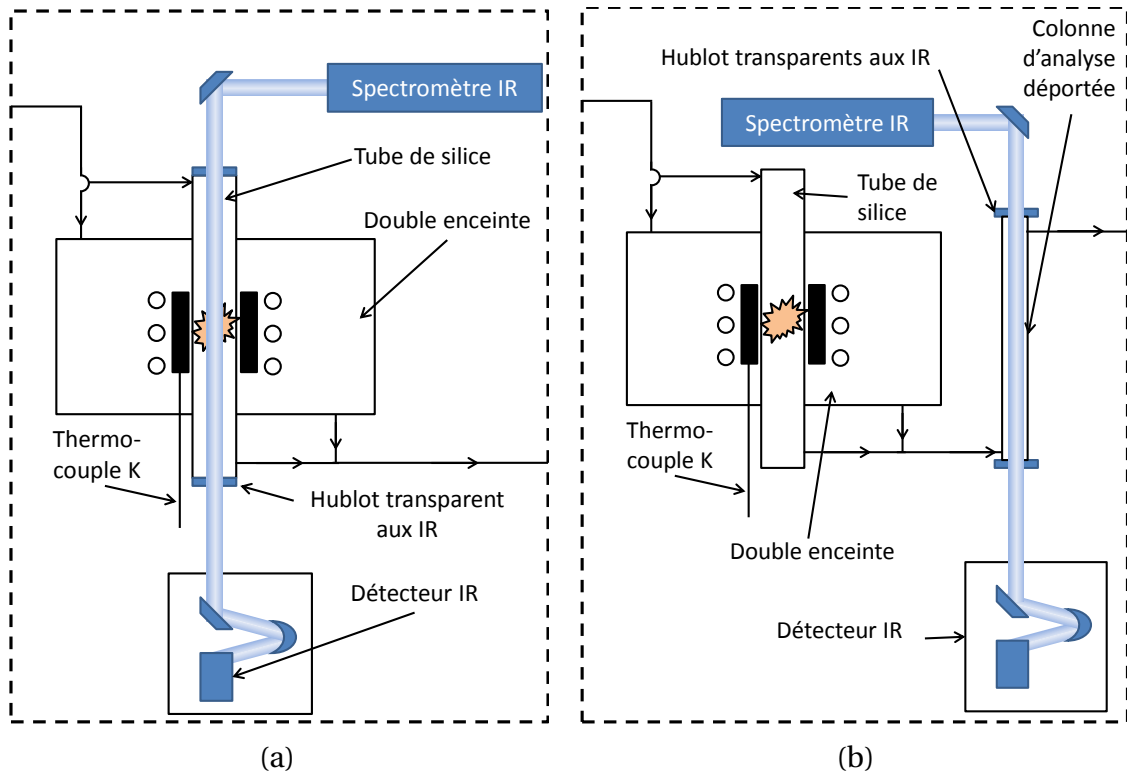 Spectromètre IR
Tube de silice
Double enceinte
Thermo-
couple K
Hublot transparent
aux IR
Détecteur IR
(a)
Colonne
d'analyse
déportée
Hublot transparents aux IR
Spectromètre IR
Tube de
silice
Thermo-
couple K
Double enceinte
Détecteur IR
(b)